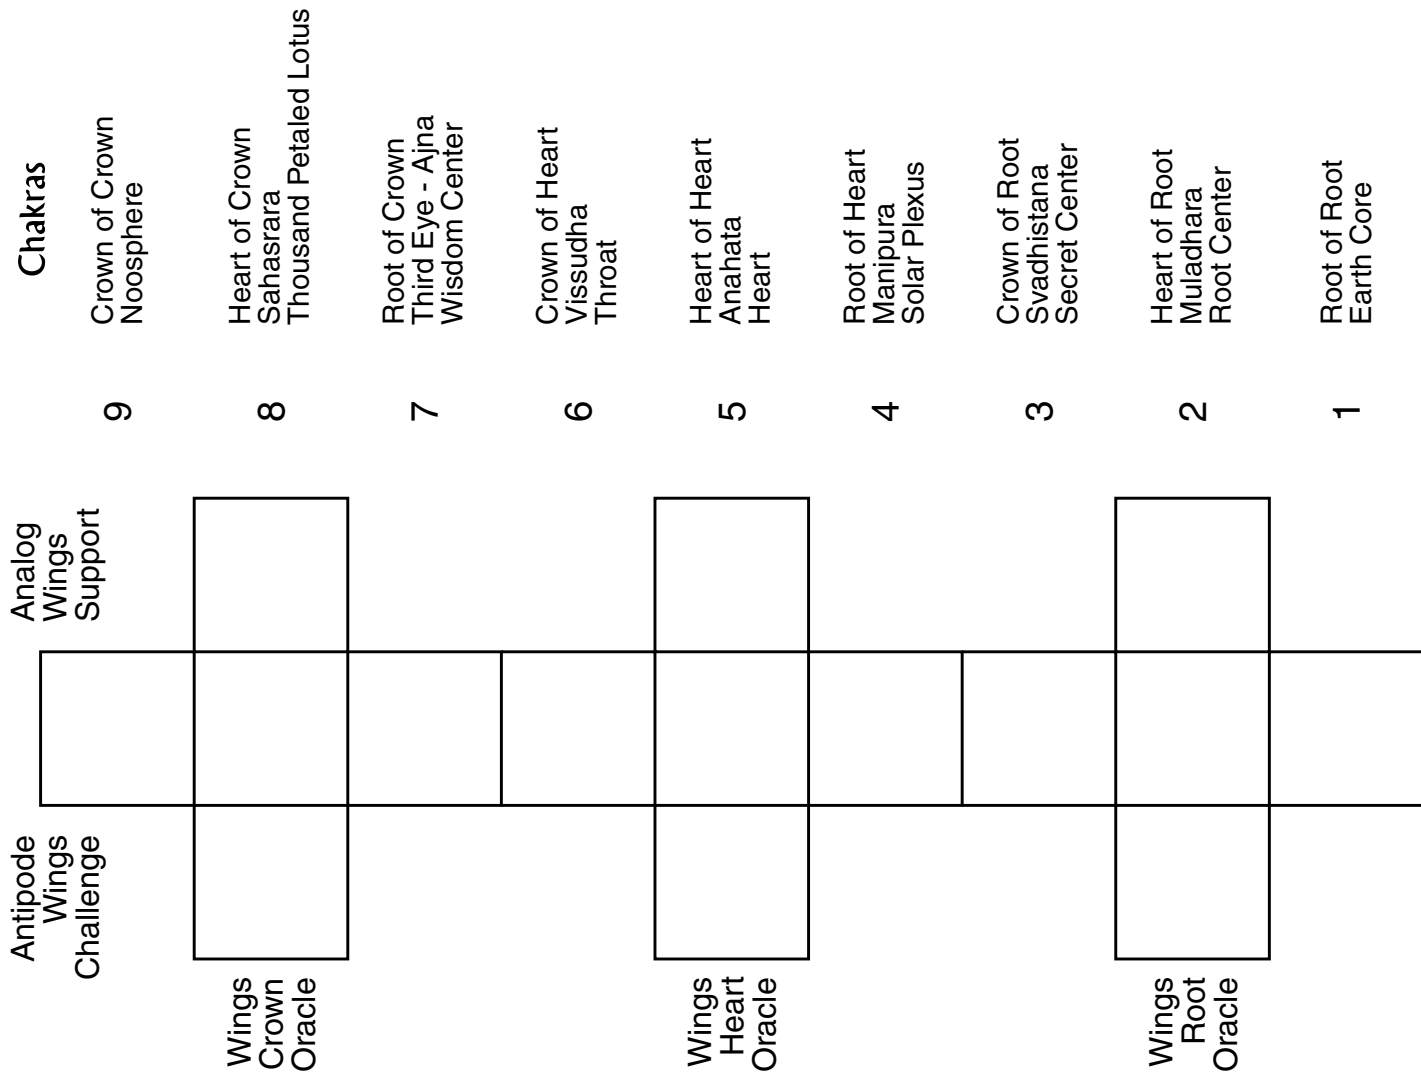 Antipode
Wings
Challenge
Analog
Wings
Support
Chakras
9
Crown of Crown
Noosphere
Wings
Crown
Oracle
8
Heart of Crown
Sahasrara
Thousand Petaled Lotus
7
Root of Crown
Third Eye - Ajna
Wisdom Center
6
Crown of Heart
Vissudha
Throat
Wings
Heart
Oracle
5
Heart of Heart
Anahata
Heart
4
Root of Heart
Manipura
Solar Plexus
3
Crown of Root
Svadhistana
Secret Center
Wings
Root
Oracle
2
Heart of Root
Muladhara
Root Center
1
Root of Root
Earth Core